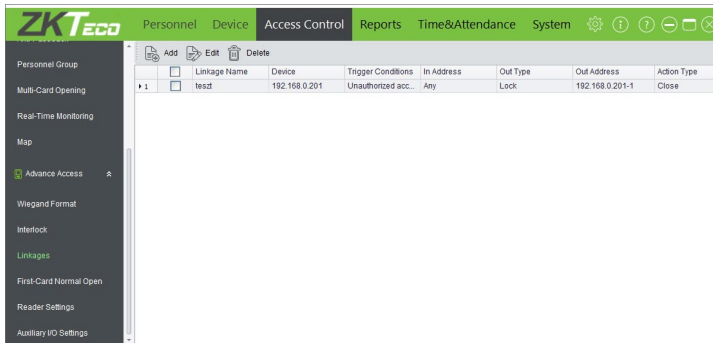 ZKTECO Personnel Device Access Control Reports Time&Attendance System
Personnel Group
Multi-Card Opening
Real-Time Monitoring
Map
Advance Access
Wiegand Format
Interlock
Linkages
First-Card Normal Open
Reader Settings
Auxiliary I/O Settings
Add Edit Delete
Linkage Name Device Trigger Conditions In Address Out Type Out Address Action Type
1 teszt 192.168.0.201 Unauthorized acc... Any Lock 192.168.0.201-1 Close